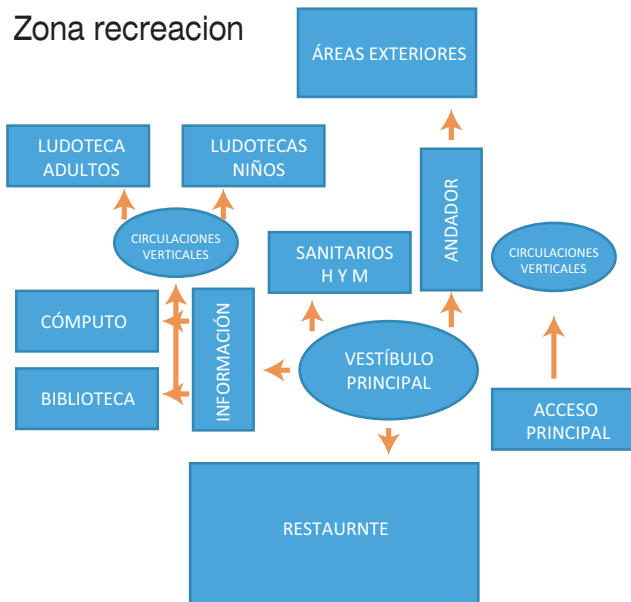 Zona recreacion
ÁREAS EXTERIORES
LUDOTECA
ADULTOS
LUDOTECAS
NIÑOS
CIRCULACIONES
VERTICALES
SANITARIOS
H Y M
ANDADOR
CIRCULACIONES
VERTICALES
CÓMPUTO
INFORMACIÓN
VESTÍBULO
PRINCIPAL
BIBLIOTECA
ACCESO
PRINCIPAL
RESTAURNTE